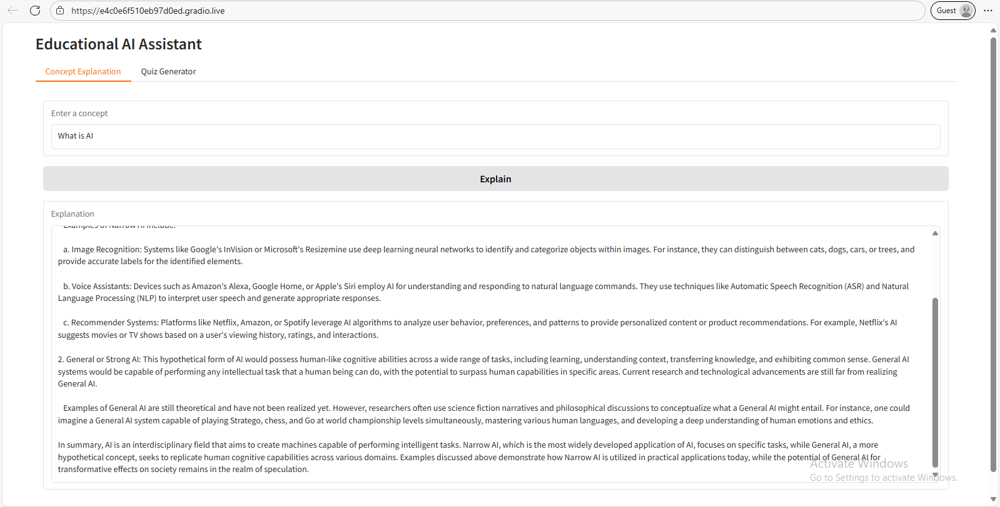 https://e4c0e6f510eb97d0ed.gradio.live
Guest
Educational AI Assistant
Concept Explanation
Quiz Generator
Enter a concept
What is AI
Explain
Explanation
Examples of Narrow AI include:
a. Image Recognition: Systems like Google's InVision or Microsoft's Resizemine use deep learning neural networks to identify and categorize objects within images. For instance, they can distinguish between cats, dogs, cars, or trees, and
provide accurate labels for the identified elements.
b. Voice Assistants: Devices such as Amazon's Alexa, Google Home, or Apple's Siri employ AI for understanding and responding to natural language commands. They use techniques like Automatic Speech Recognition (ASR) and Natural
Language Processing (NLP) to interpret user speech and generate appropriate responses.
c. Recommender Systems: Platforms like Netflix, Amazon, or Spotify leverage AI algorithms to analyze user behavior, preferences, and patterns to provide personalized content or product recommendations. For example, Netflix's AI
suggests movies or TV shows based on a user's viewing history, ratings, and interactions.
2. General or Strong AI: This hypothetical form of AI would possess human-like cognitive abilities across a wide range of tasks, including learning, understanding context, transferring knowledge, and exhibiting common sense. General AI
systems would be capable of performing any intellectual task that a human being can do, with the potential to surpass human capabilities in specific areas. Current research and technological advancements are still far from realizing
General AI.
Examples of General AI are still theoretical and have not been realized yet. However, researchers often use science fiction narratives and philosophical discussions to conceptualize what a General AI might entail. For instance, one could
imagine a General AI system capable of playing Stratego, chess, and Go at world championship levels simultaneously, mastering various human languages, and developing a deep understanding of human emotions and ethics.
In summary, AI is an interdisciplinary field that aims to create machines capable of performing intelligent tasks. Narrow AI, which is the most widely developed application of AI, focuses on specific tasks, while General AI, a more
hypothetical concept, seeks to replicate human cognitive capabilities across various domains. Examples discussed above demonstrate how Narrow AI is utilized in practical applications today, while the potential of General AI for
transformative effects on society remains in the realm of speculation.
Activate Windows
Go to Settings to activate Windows.